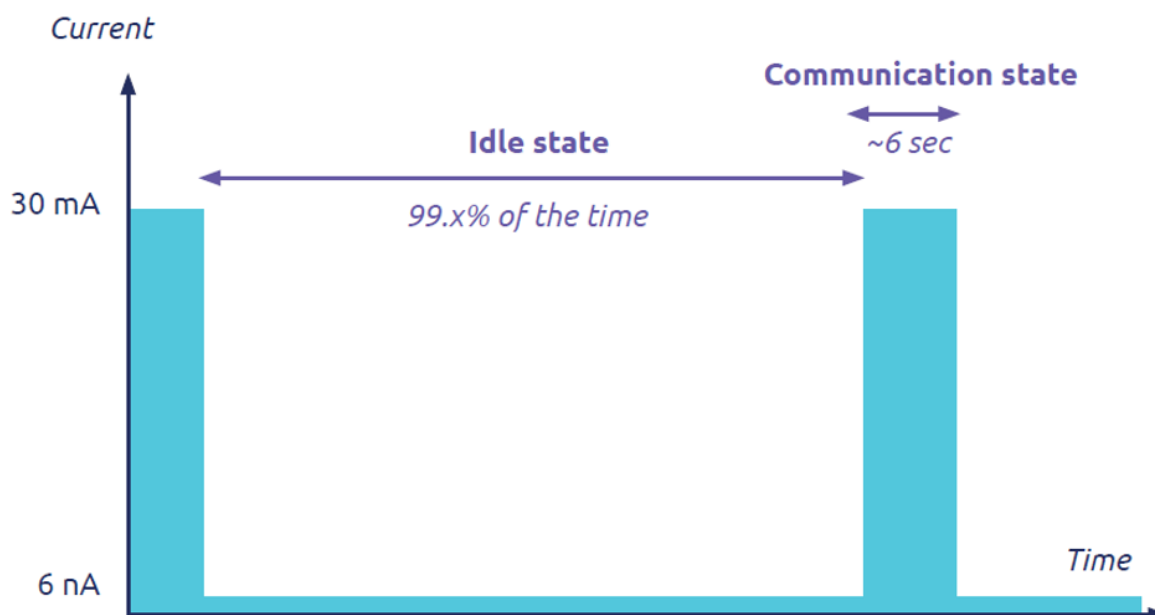 Current
Communication state
Idle state
~6 sec
30 mA
99.x% of the time
Time
6 nA